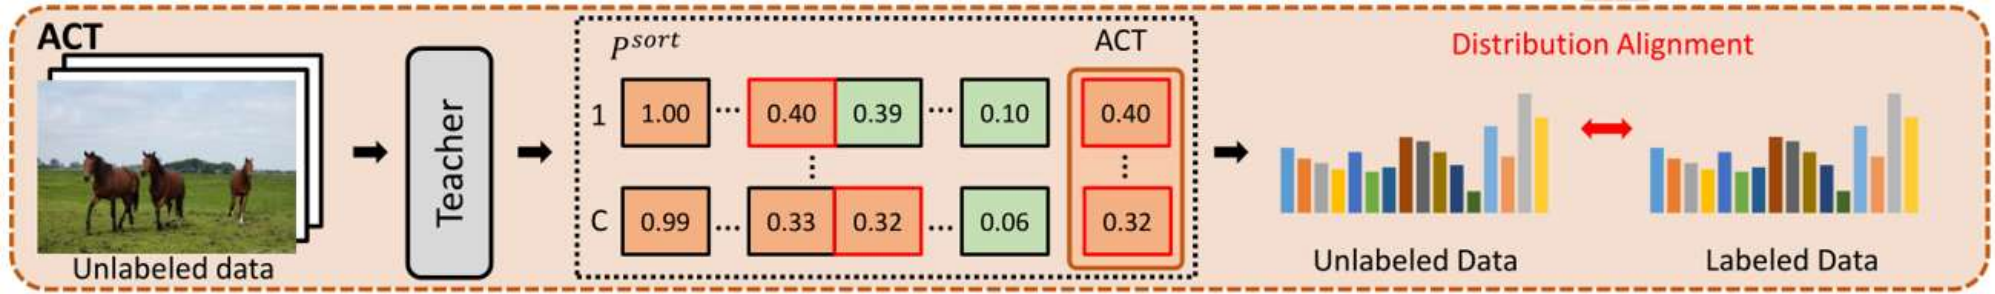 ACT
Unlabeled data
Teacher
P^sort
ACT
1 1.00 ... 0.40 0.39 ... 0.10 0.40
⋮ ⋮
C 0.99 ... 0.33 0.32 ... 0.06 0.32
Distribution Alignment
Unlabeled Data
Labeled Data